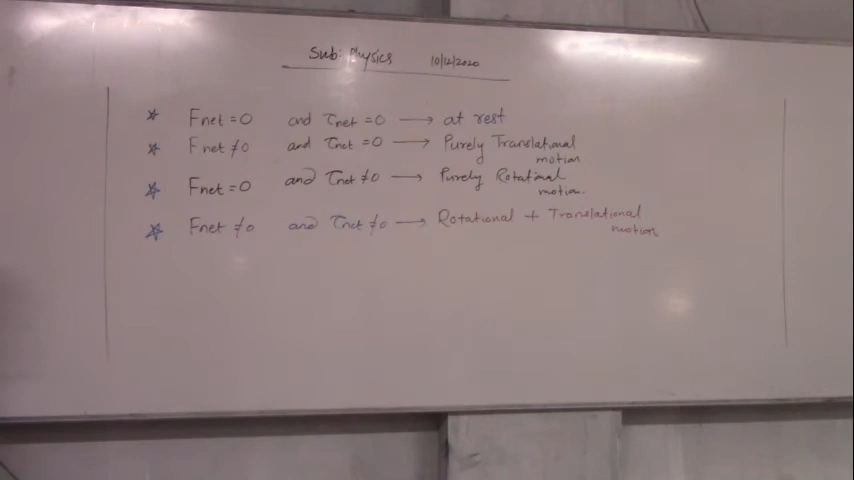 Sub: Physics 10/12/2020
* Fnet = 0 and τnet = 0 → at rest
* Fnet ≠ 0 and τnet = 0 → Purely Translational
motion
* Fnet = 0 and τnet ≠ 0 → Purely Rotational
motion.
* Fnet ≠ 0 and τnet ≠ 0 → Rotational + Translational
motion